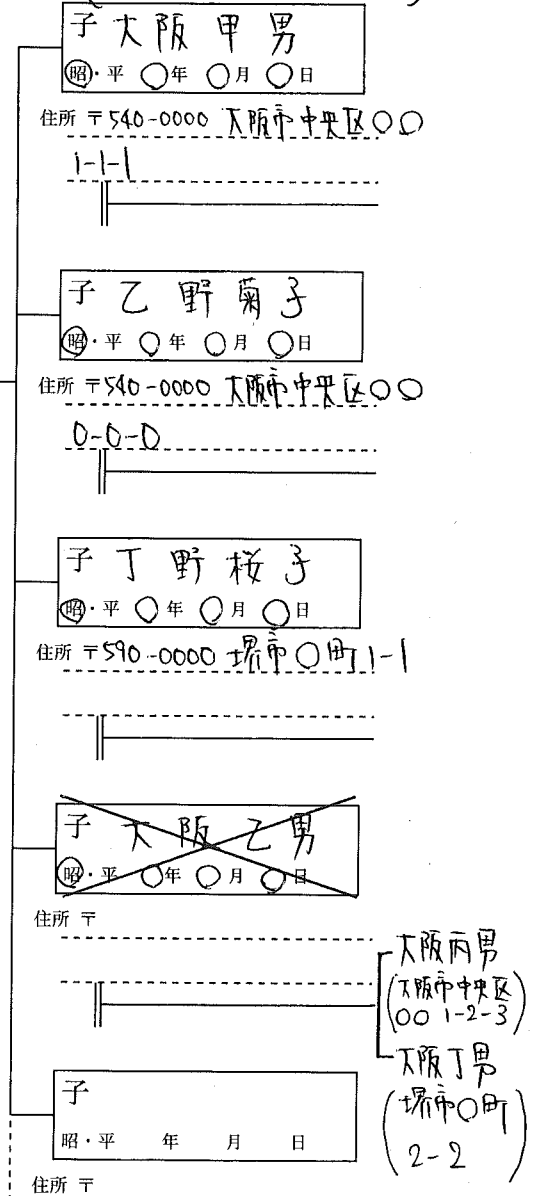 子 大阪 甲男
昭・平 ○年 ○月 ○日
住所 〒540-0000 大阪市中央区○○
1-1-1
子 乙野菊子
昭・平 ○年 ○月 ○日
住所 〒540-0000 大阪市中央区○○
0-0-0
子 丁野桜子
昭・平 ○年 ○月 ○日
住所 〒590-0000 堺市○町1-1
子 大阪乙男
昭・平 ○年 ○月 ○日
住所 〒
大阪丙男
(大阪市中央区
○○ 1-2-3)
大阪丁男
(堺市○町
2-2)
子
昭・平 年 月 日
住所 〒